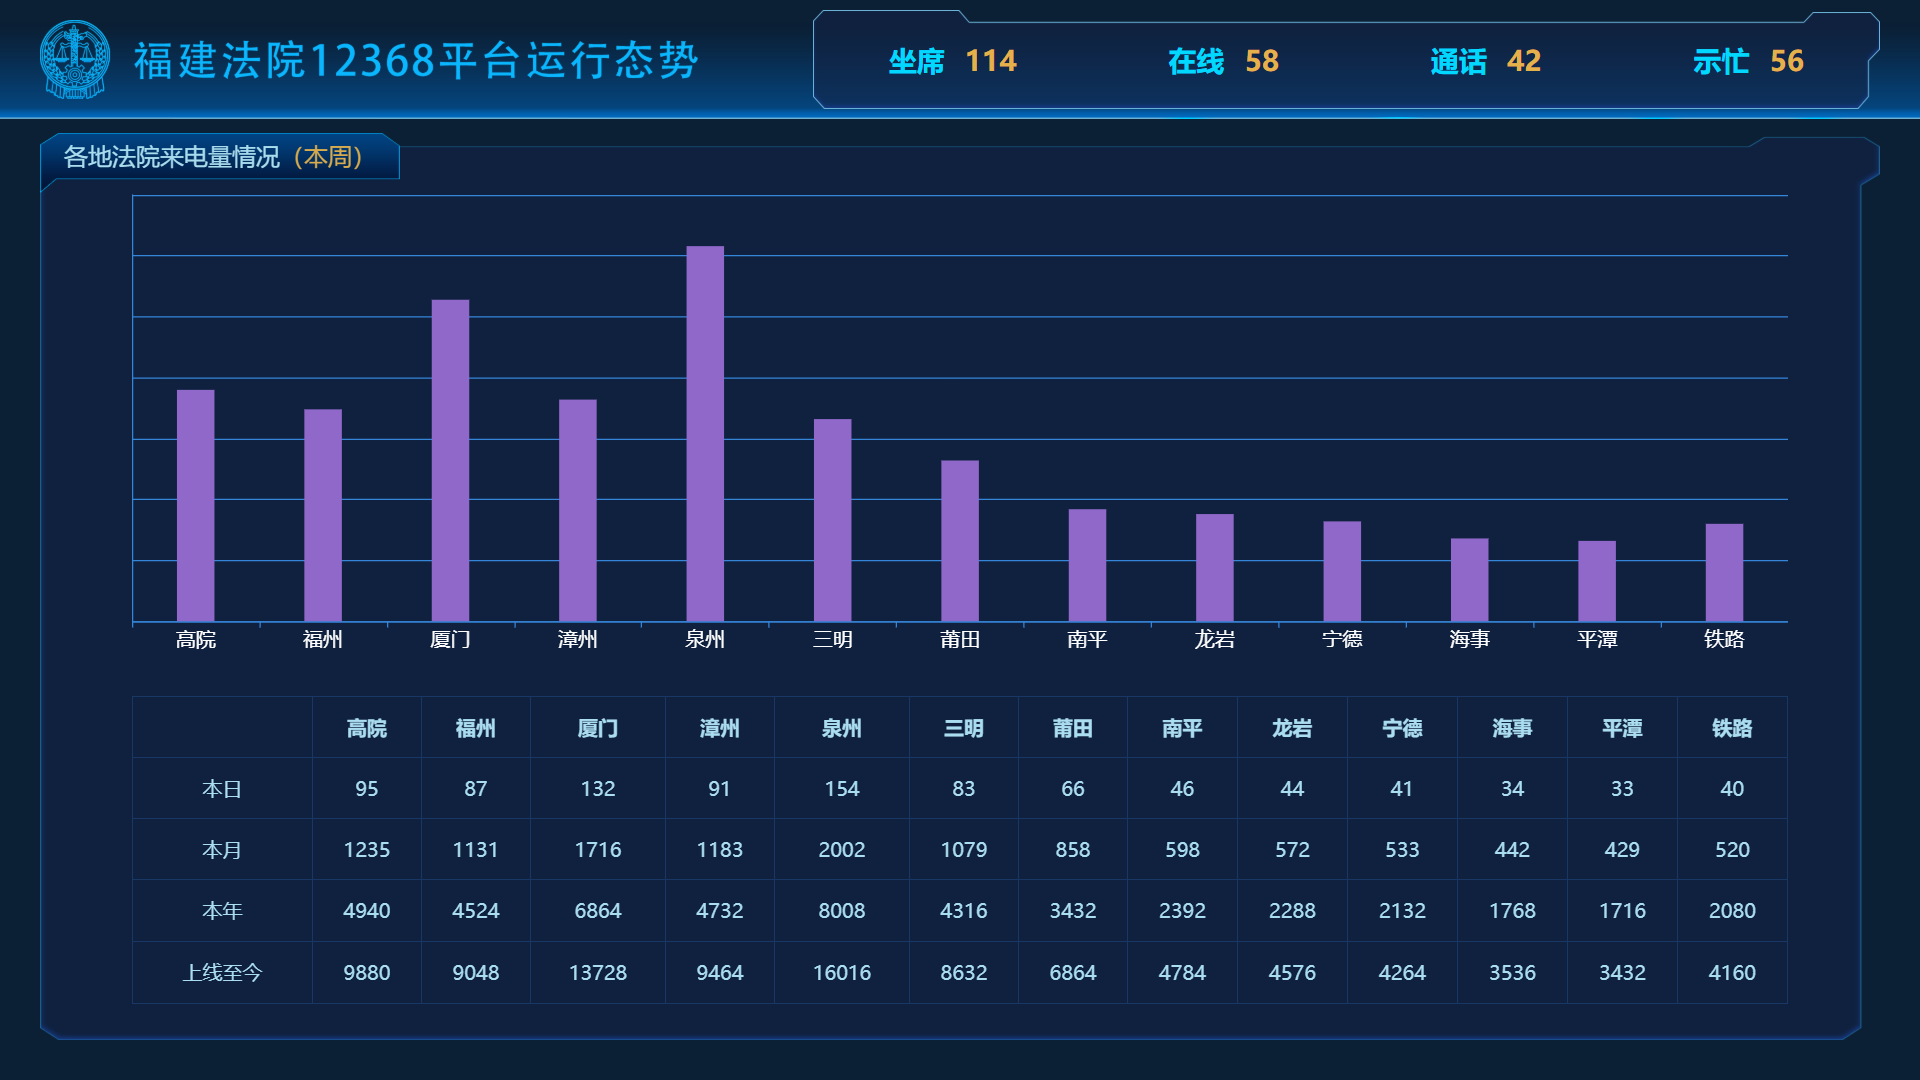 福建法院12368平台运行态势
坐席 114 在线 58 通话 42 示忙 56
各地法院来电量情况（本周）
高院 福州 厦门 漳州 泉州 三明 莆田 南平 龙岩 宁德 海事 平潭 铁路
高院 福州 厦门 漳州 泉州 三明 莆田 南平 龙岩 宁德 海事 平潭 铁路
本日 95 87 132 91 154 83 66 46 44 41 34 33 40
本月 1235 1131 1716 1183 2002 1079 858 598 572 533 442 429 520
本年 4940 4524 6864 4732 8008 4316 3432 2392 2288 2132 1768 1716 2080
上线至今 9880 9048 13728 9464 16016 8632 6864 4784 4576 4264 3536 3432 4160